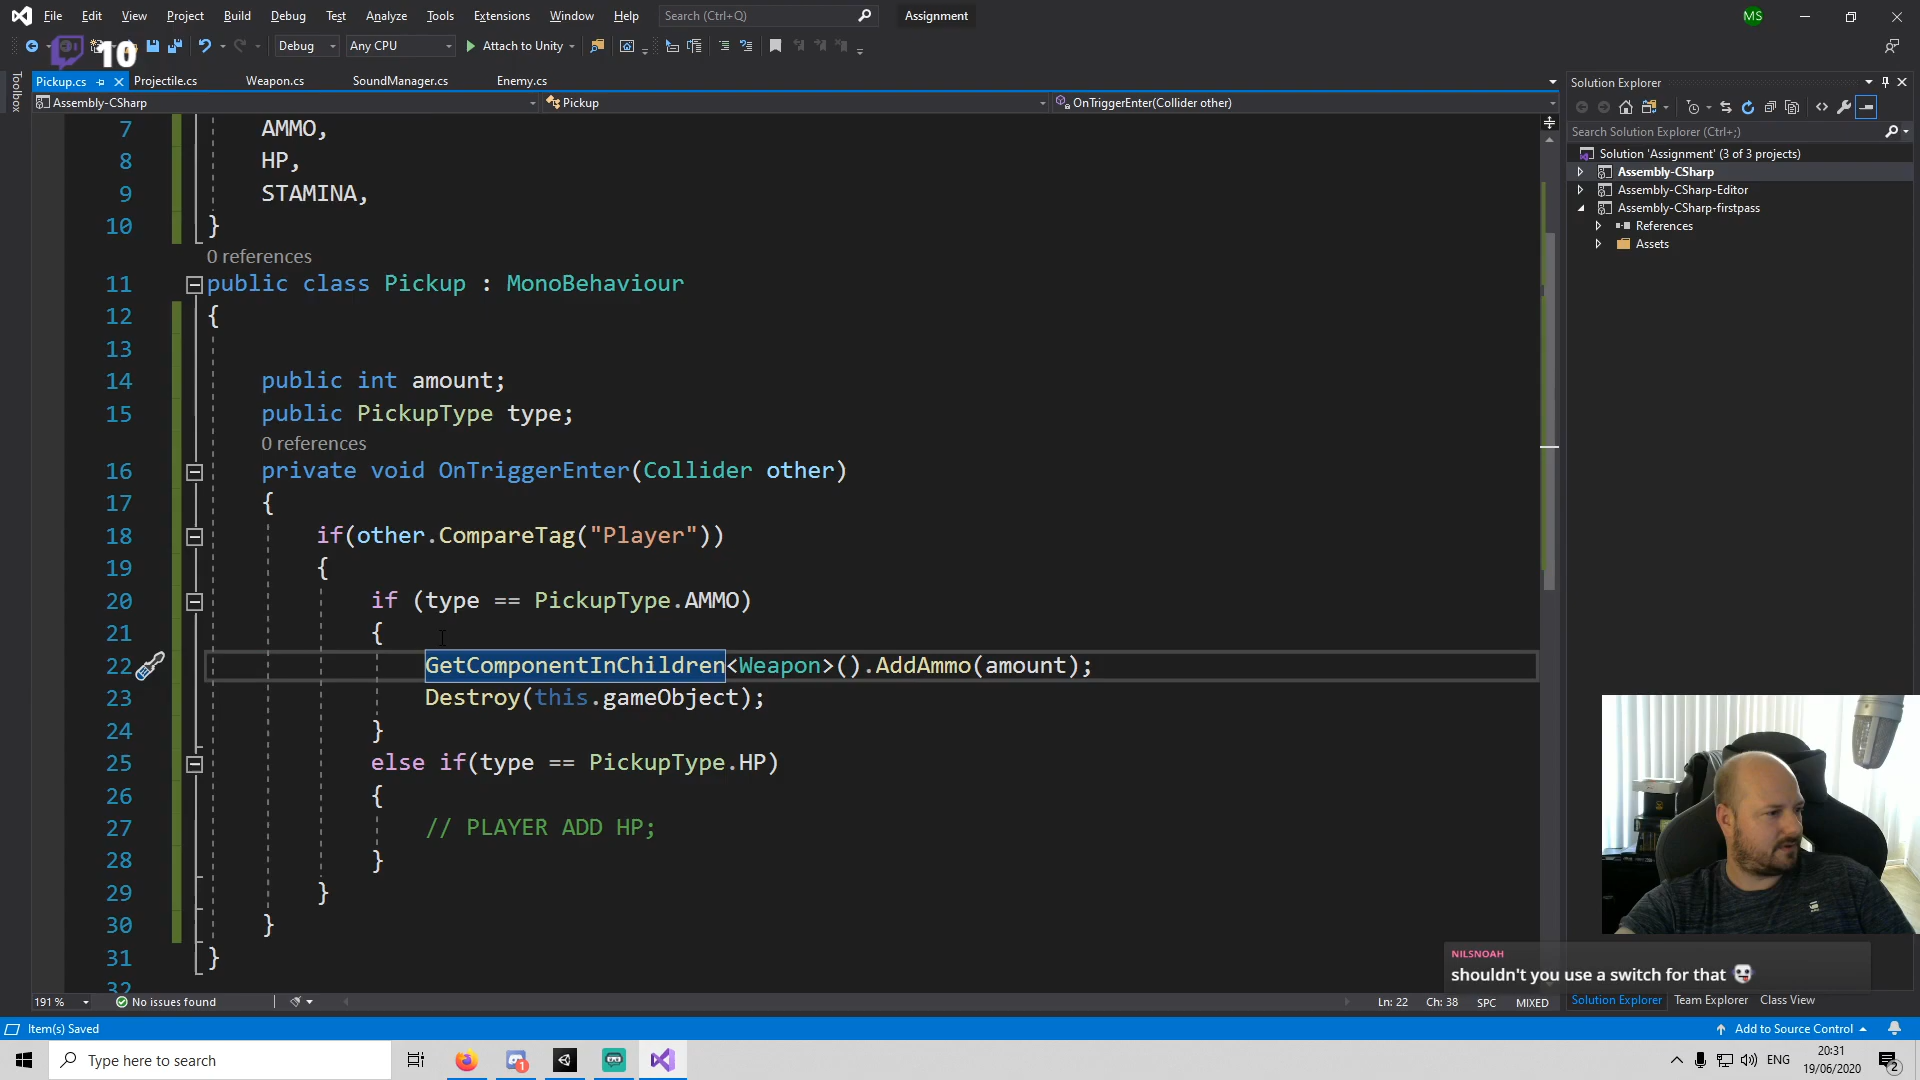 File Edit View Project Build Debug Test Analyze Tools Extensions Window Help Search (Ctrl+Q) Assignment MS
10 Debug Any CPU Attach to Unity
Toolbox
Pickup.cs Projectile.cs Weapon.cs SoundManager.cs Enemy.cs
Assembly-CSharp Pickup OnTriggerEnter(Collider other)
7 AMMO,
8 HP,
9 STAMINA,
10 }
0 references
11 public class Pickup : MonoBehaviour
12 {
13
14 public int amount;
15 public PickupType type;
0 references
16 private void OnTriggerEnter(Collider other)
17 {
18 if(other.CompareTag("Player"))
19 {
20 if (type == PickupType.AMMO)
21 {
22 GetComponentInChildren<Weapon>().AddAmmo(amount);
23 Destroy(this.gameObject);
24 }
25 else if(type == PickupType.HP)
26 {
27 // PLAYER ADD HP;
28 }
29 }
30 }
31 }
32
Solution Explorer
Search Solution Explorer (Ctrl+;)
Solution 'Assignment' (3 of 3 projects)
Assembly-CSharp
Assembly-CSharp-Editor
Assembly-CSharp-firstpass
References
Assets
NILSNOAH
shouldn't you use a switch for that
191 % No issues found Ln: 22 Ch: 38 SPC MIXED
Solution Explorer Team Explorer Class View
Item(s) Saved Add to Source Control
Type here to search
1
ENG
20:31
19/06/2020
2